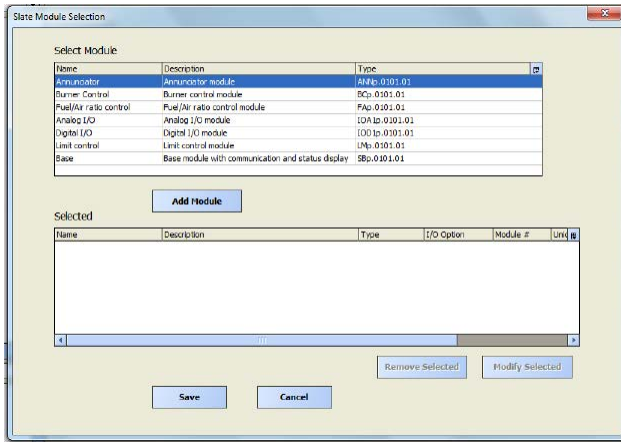 Slate Module Selection
Select Module
Name Description Type
Annunciator Annunciator module ANNp.0101.01
Burner Control Burner control module BCp.0101.01
Fuel/Air ratio control Fuel/Air ratio control module FAp.0101.01
Analog I/O Analog I/O module IOA1p.0101.01
Digital I/O Digital I/O module IOD1p.0101.01
Limit control Limit control module LMp.0101.01
Base Base module with communication and status display SBp.0101.01
Add Module
Selected
Name Description Type I/O Option Module #
Remove Selected Modify Selected
Save Cancel